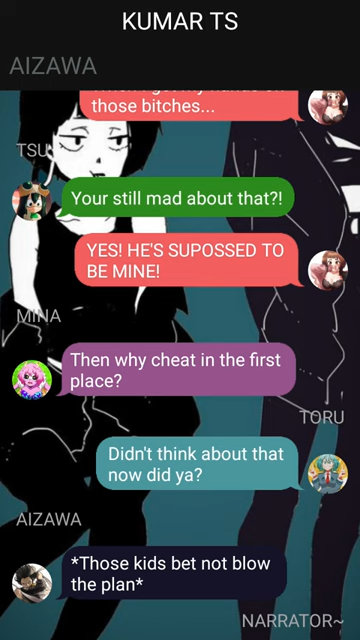 KUMAR TS
AIZAWA
those bitches...
TSU
Your still mad about that?!
YES! HE'S SUPOSSED TO
BE MINE!
MINA
Then why cheat in the first
place?
TORU
Didn't think about that
now did ya?
AIZAWA
*Those kids bet not blow
the plan*
NARRATOR~